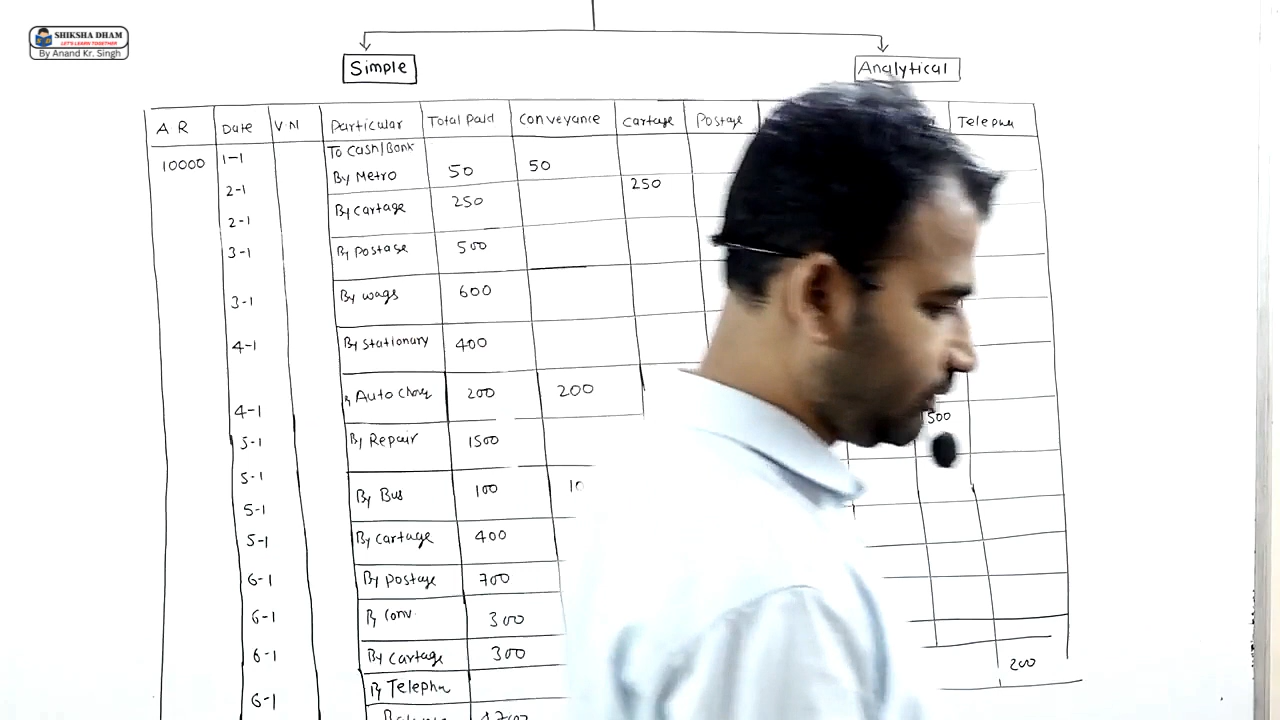 SHIKSHA DHAM
LET'S LEARN TOGETHER
By Anand Kr. Singh
Simple
Analytical
A R Date V.N Particular Total Paid Conveyance Cartage Postage Telephn
10000 1-1 To Cash/Bank
By Metro 50 50
2-1 250
By cartage 250
2-1
3-1 By Postage 500
3-1 By wags 600
4-1 By Stationary 400
Auto Charg 200 200
4-1 500
5-1 By Repair 1500
5-1
By Bus 100 10
5-1
5-1 By cartage 400
6-1 By postage 700
6-1 By Conv. 300
6-1 By cartage 300
200
By Telephn
6-1